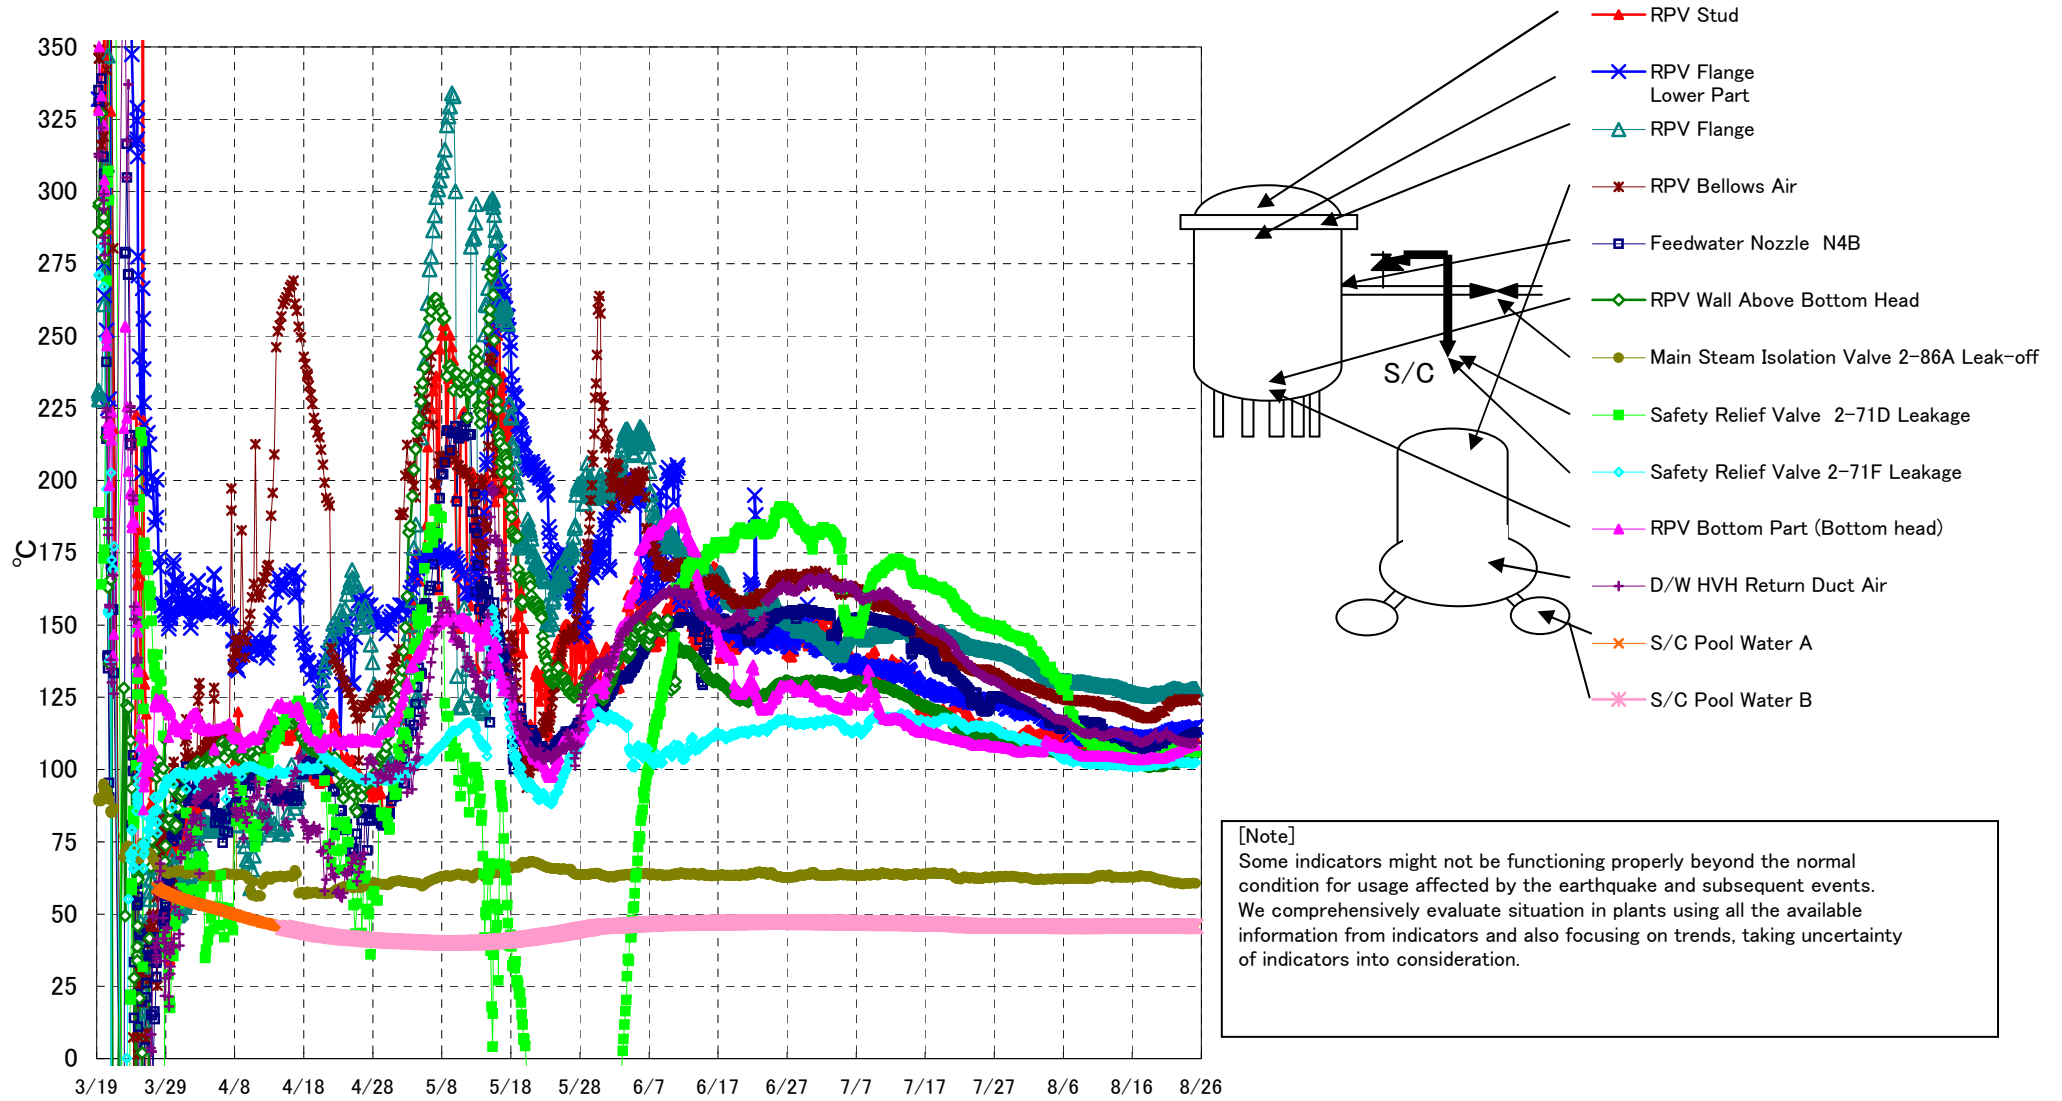 350
325
300
275
250
225
200
175
150
125
100
75
50
25
0
°C
3/19 3/29 4/8 4/18 4/28 5/8 5/18 5/28 6/7 6/17 6/27 7/7 7/17 7/27 8/6 8/16 8/26
RPV Stud
RPV Flange
Lower Part
RPV Flange
RPV Bellows Air
Feedwater Nozzle N4B
RPV Wall Above Bottom Head
Main Steam Isolation Valve 2-86A Leak-off
Safety Relief Valve 2-71D Leakage
Safety Relief Valve 2-71F Leakage
RPV Bottom Part (Bottom head)
D/W HVH Return Duct Air
S/C Pool Water A
S/C Pool Water B
S/C
[Note]
Some indicators might not be functioning properly beyond the normal
condition for usage affected by the earthquake and subsequent events.
We comprehensively evaluate situation in plants using all the available
information from indicators and also focusing on trends, taking uncertainty
of indicators into consideration.